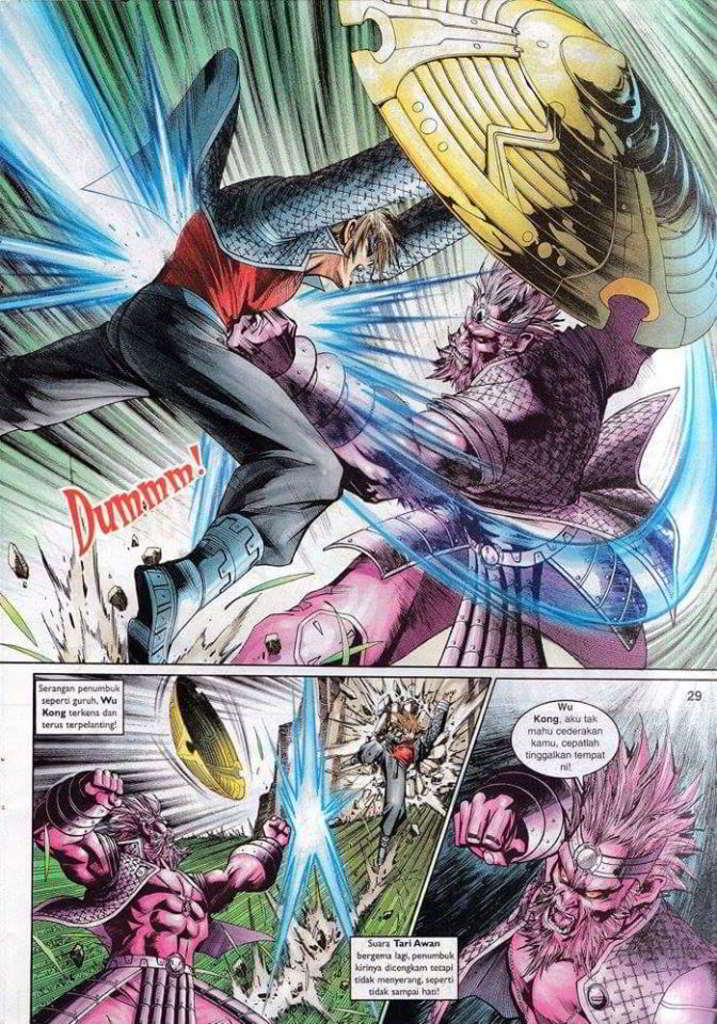 Dummm!
Serangan penumbuk
seperti guruh, Wu
Kong terkena dan
terus terpelanting!
29
Wu
Kong, aku tak
mahu cederakan
kamu, cepatlah
tinggalkan tempat
ni!
Suara Tari Awan
bergema lagi, penumbuk
kirinya dicengkam tetapi
tidak menyerang, seperti
tidak sampai hati!